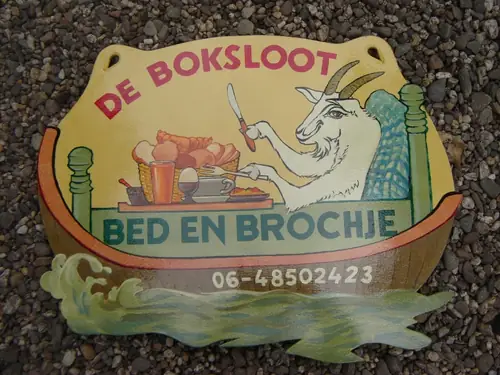 DE BOKSLOOT
BED EN BROCHJE
06-48502423